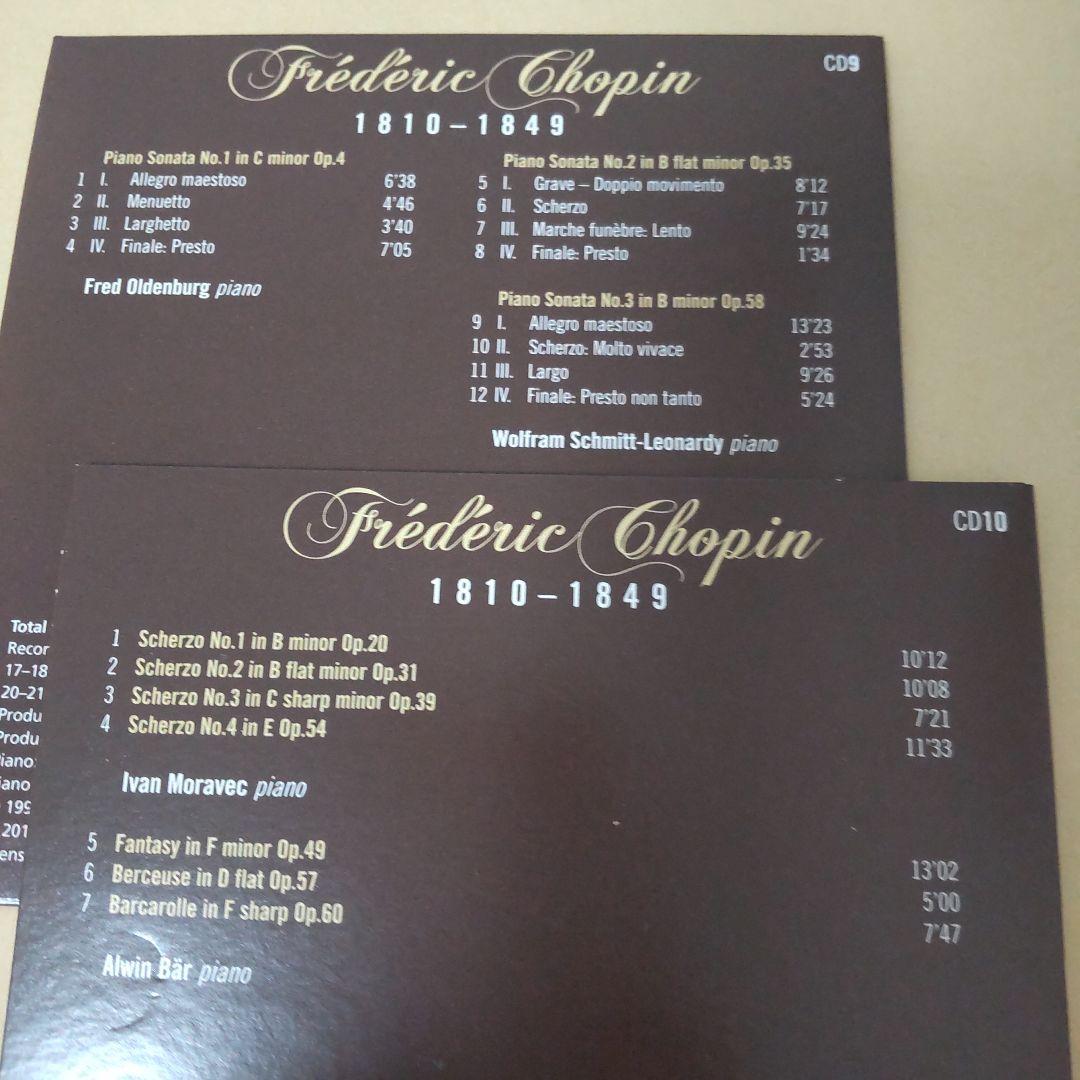 Frédéric Chopin
CD9
1810–1849
Piano Sonata No.1 in C minor Op.4
1 I. Allegro maestoso 6'38
2 II. Menuetto 4'46
3 III. Larghetto 3'40
4 IV. Finale: Presto 7'05
Fred Oldenburg piano
Piano Sonata No.2 in B flat minor Op.35
5 I. Grave – Doppio movimento 8'12
6 II. Scherzo 7'17
7 III. Marche funèbre: Lento 9'24
8 IV. Finale: Presto 1'34
Piano Sonata No.3 in B minor Op.58
9 I. Allegro maestoso 13'23
10 II. Scherzo: Molto vivace 2'53
11 III. Largo 9'26
12 IV. Finale: Presto non tanto 5'24
Wolfram Schmitt-Leonardy piano
Total
Recor
17–18
20–21
Produ
Produ
iano
iano
199
201
ens
Frédéric Chopin
CD10
1810–1849
1 Scherzo No.1 in B minor Op.20 10'12
2 Scherzo No.2 in B flat minor Op.31 10'08
3 Scherzo No.3 in C sharp minor Op.39 7'21
4 Scherzo No.4 in E Op.54 11'33
Ivan Moravec piano
5 Fantasy in F minor Op.49 13'02
6 Berceuse in D flat Op.57 5'00
7 Barcarolle in F sharp Op.60 7'47
Alwin Bär piano